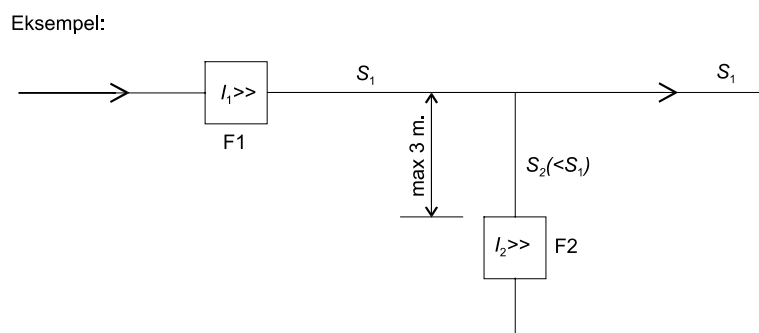 Eksempel:
I₁>>
F1
S₁
S₁
max 3 m.
S₂(<S₁)
I₂>>
F2